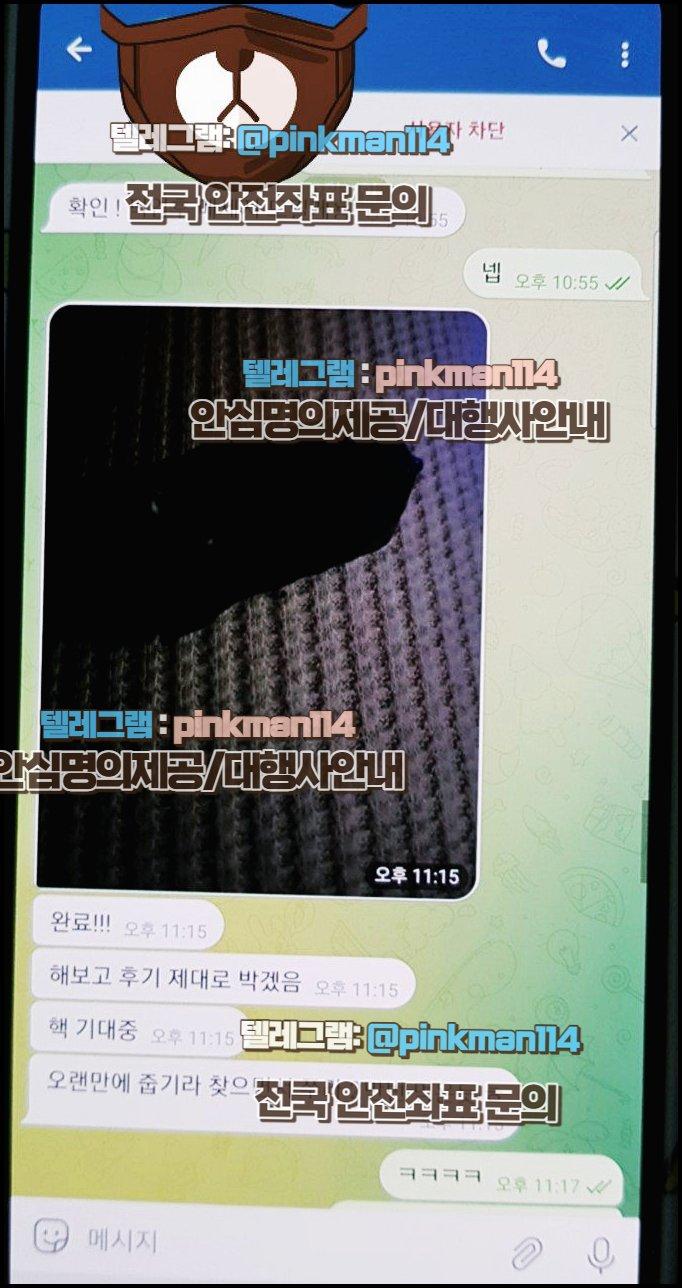 텔레그램: @pinkman114
사용자 차단
전국 안전좌표 문의
확인 !
넵 오후 10:55
텔레그램 : pinkman114
안심명의제공/대행사안내
텔레그램 : pinkman114
안심명의제공/대행사안내
오후 11:15
완료!!! 오후 11:15
해보고 후기 제대로 박겠음 오후 11:15
핵 기대중 오후 11:15
텔레그램: @pinkman114
오랜만에 줍기라
전국 안전좌표 문의
ㅋㅋㅋㅋ 오후 11:17
메시지